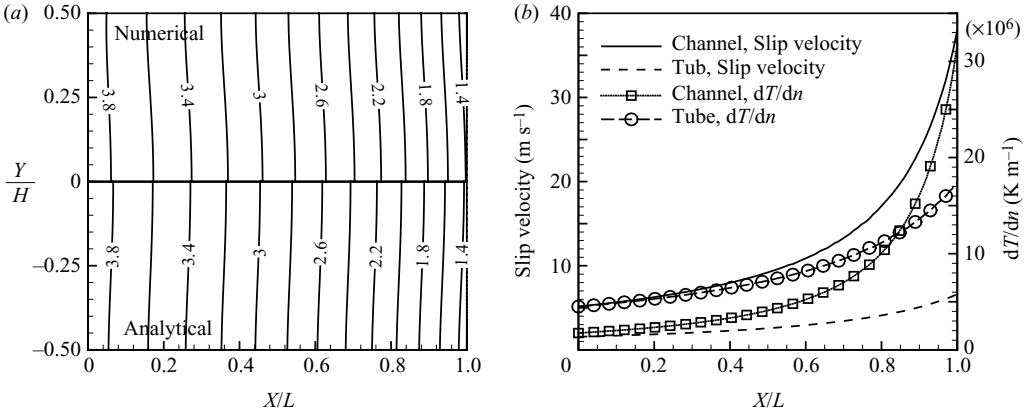 (a)
0.50
0.25
0
–0.25
–0.50
Y
H
Numerical
3.8
3.4
3
2.6
2.2
1.8
1.4
3.8
3.4
3
2.6
2.2
1.8
1.4
Analytical
0 0.2 0.4 0.6 0.8 1.0
X/L
(b)
40
30
20
10
Slip velocity (m s–1)
Channel, Slip velocity
Tub, Slip velocity
Channel, dT/dn
Tube, dT/dn
(×10⁶)
30
20
10
0
dT/dn (K m–1)
0 0.2 0.4 0.6 0.8 1.0
X/L